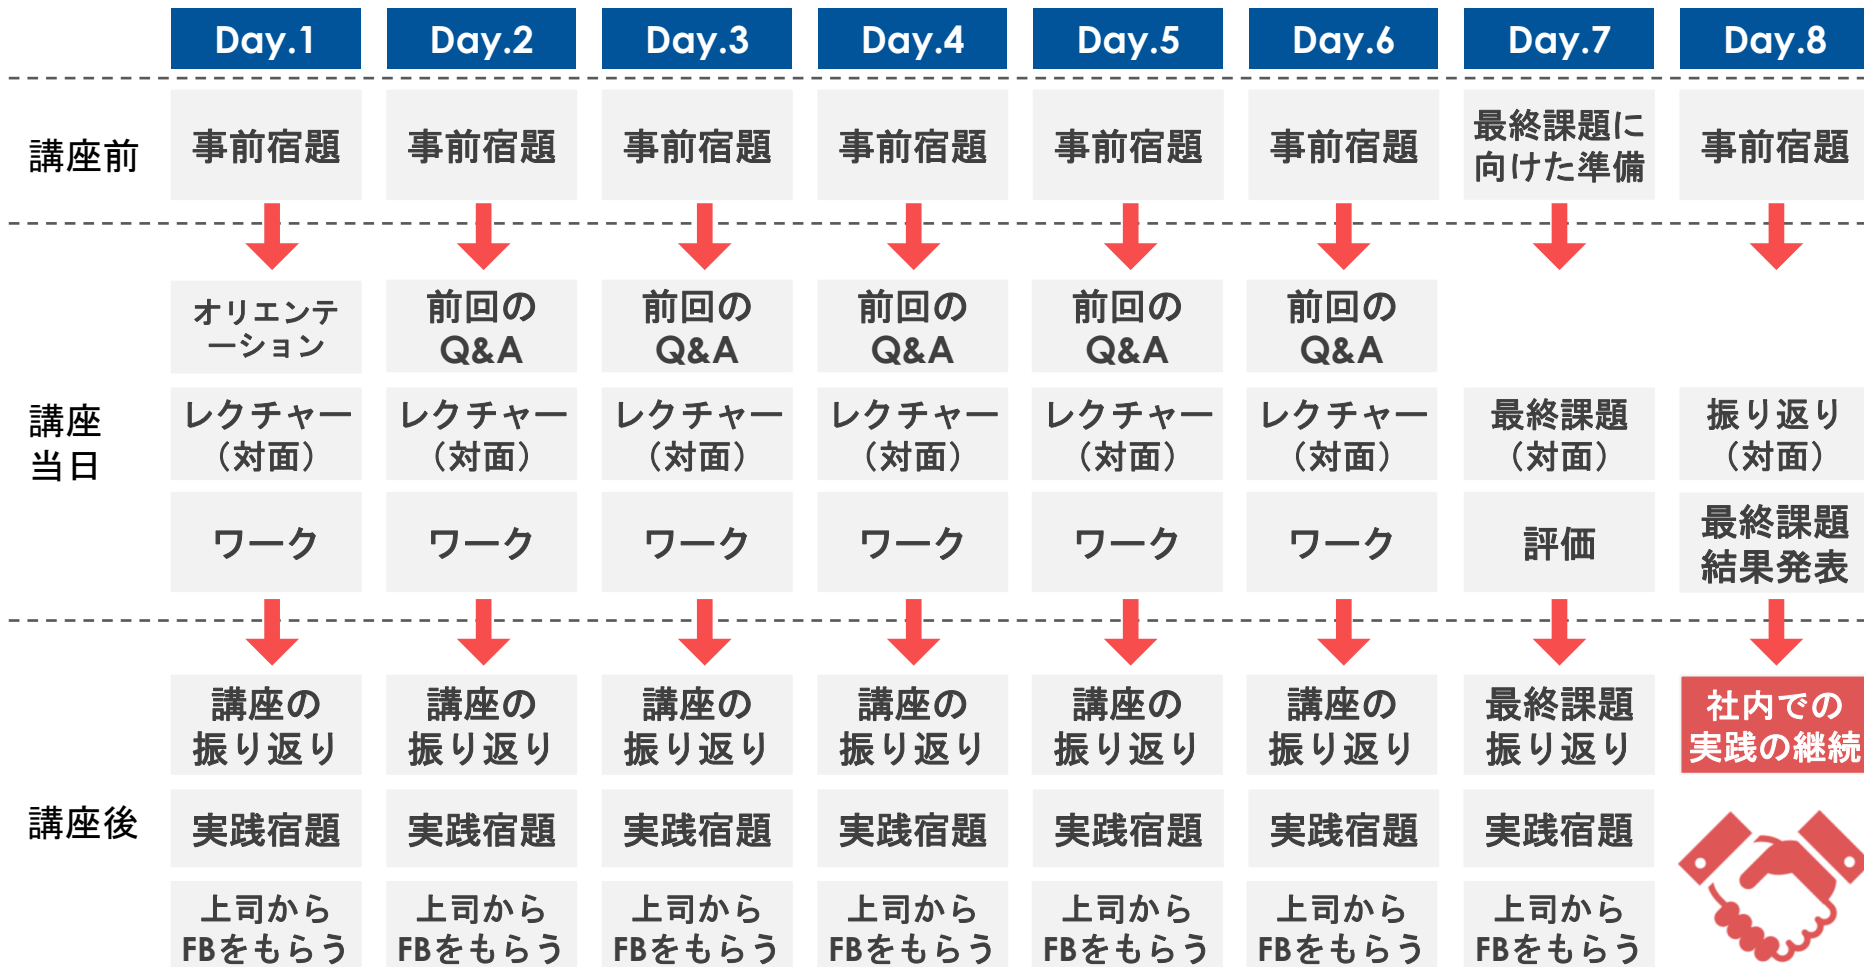 Day.1 Day.2 Day.3 Day.4 Day.5 Day.6 Day.7 Day.8
講座前
事前宿題 事前宿題 事前宿題 事前宿題 事前宿題 事前宿題 最終課題に 事前宿題
向けた準備
オリエンテ 前回の 前回の 前回の 前回の 前回の
ーション Q&A Q&A Q&A Q&A Q&A
講座
当日
レクチャー レクチャー レクチャー レクチャー レクチャー レクチャー 最終課題 振り返り
（対面） （対面） （対面） （対面） （対面） （対面） （対面） （対面）
ワーク ワーク ワーク ワーク ワーク ワーク 評価 最終課題
結果発表
講座の 講座の 講座の 講座の 講座の 講座の 最終課題 社内での
振り返り 振り返り 振り返り 振り返り 振り返り 振り返り 振り返り 実践の継続
講座後
実践宿題 実践宿題 実践宿題 実践宿題 実践宿題 実践宿題 実践宿題
上司から 上司から 上司から 上司から 上司から 上司から 上司から
FBをもらう FBをもらう FBをもらう FBをもらう FBをもらう FBをもらう FBをもらう